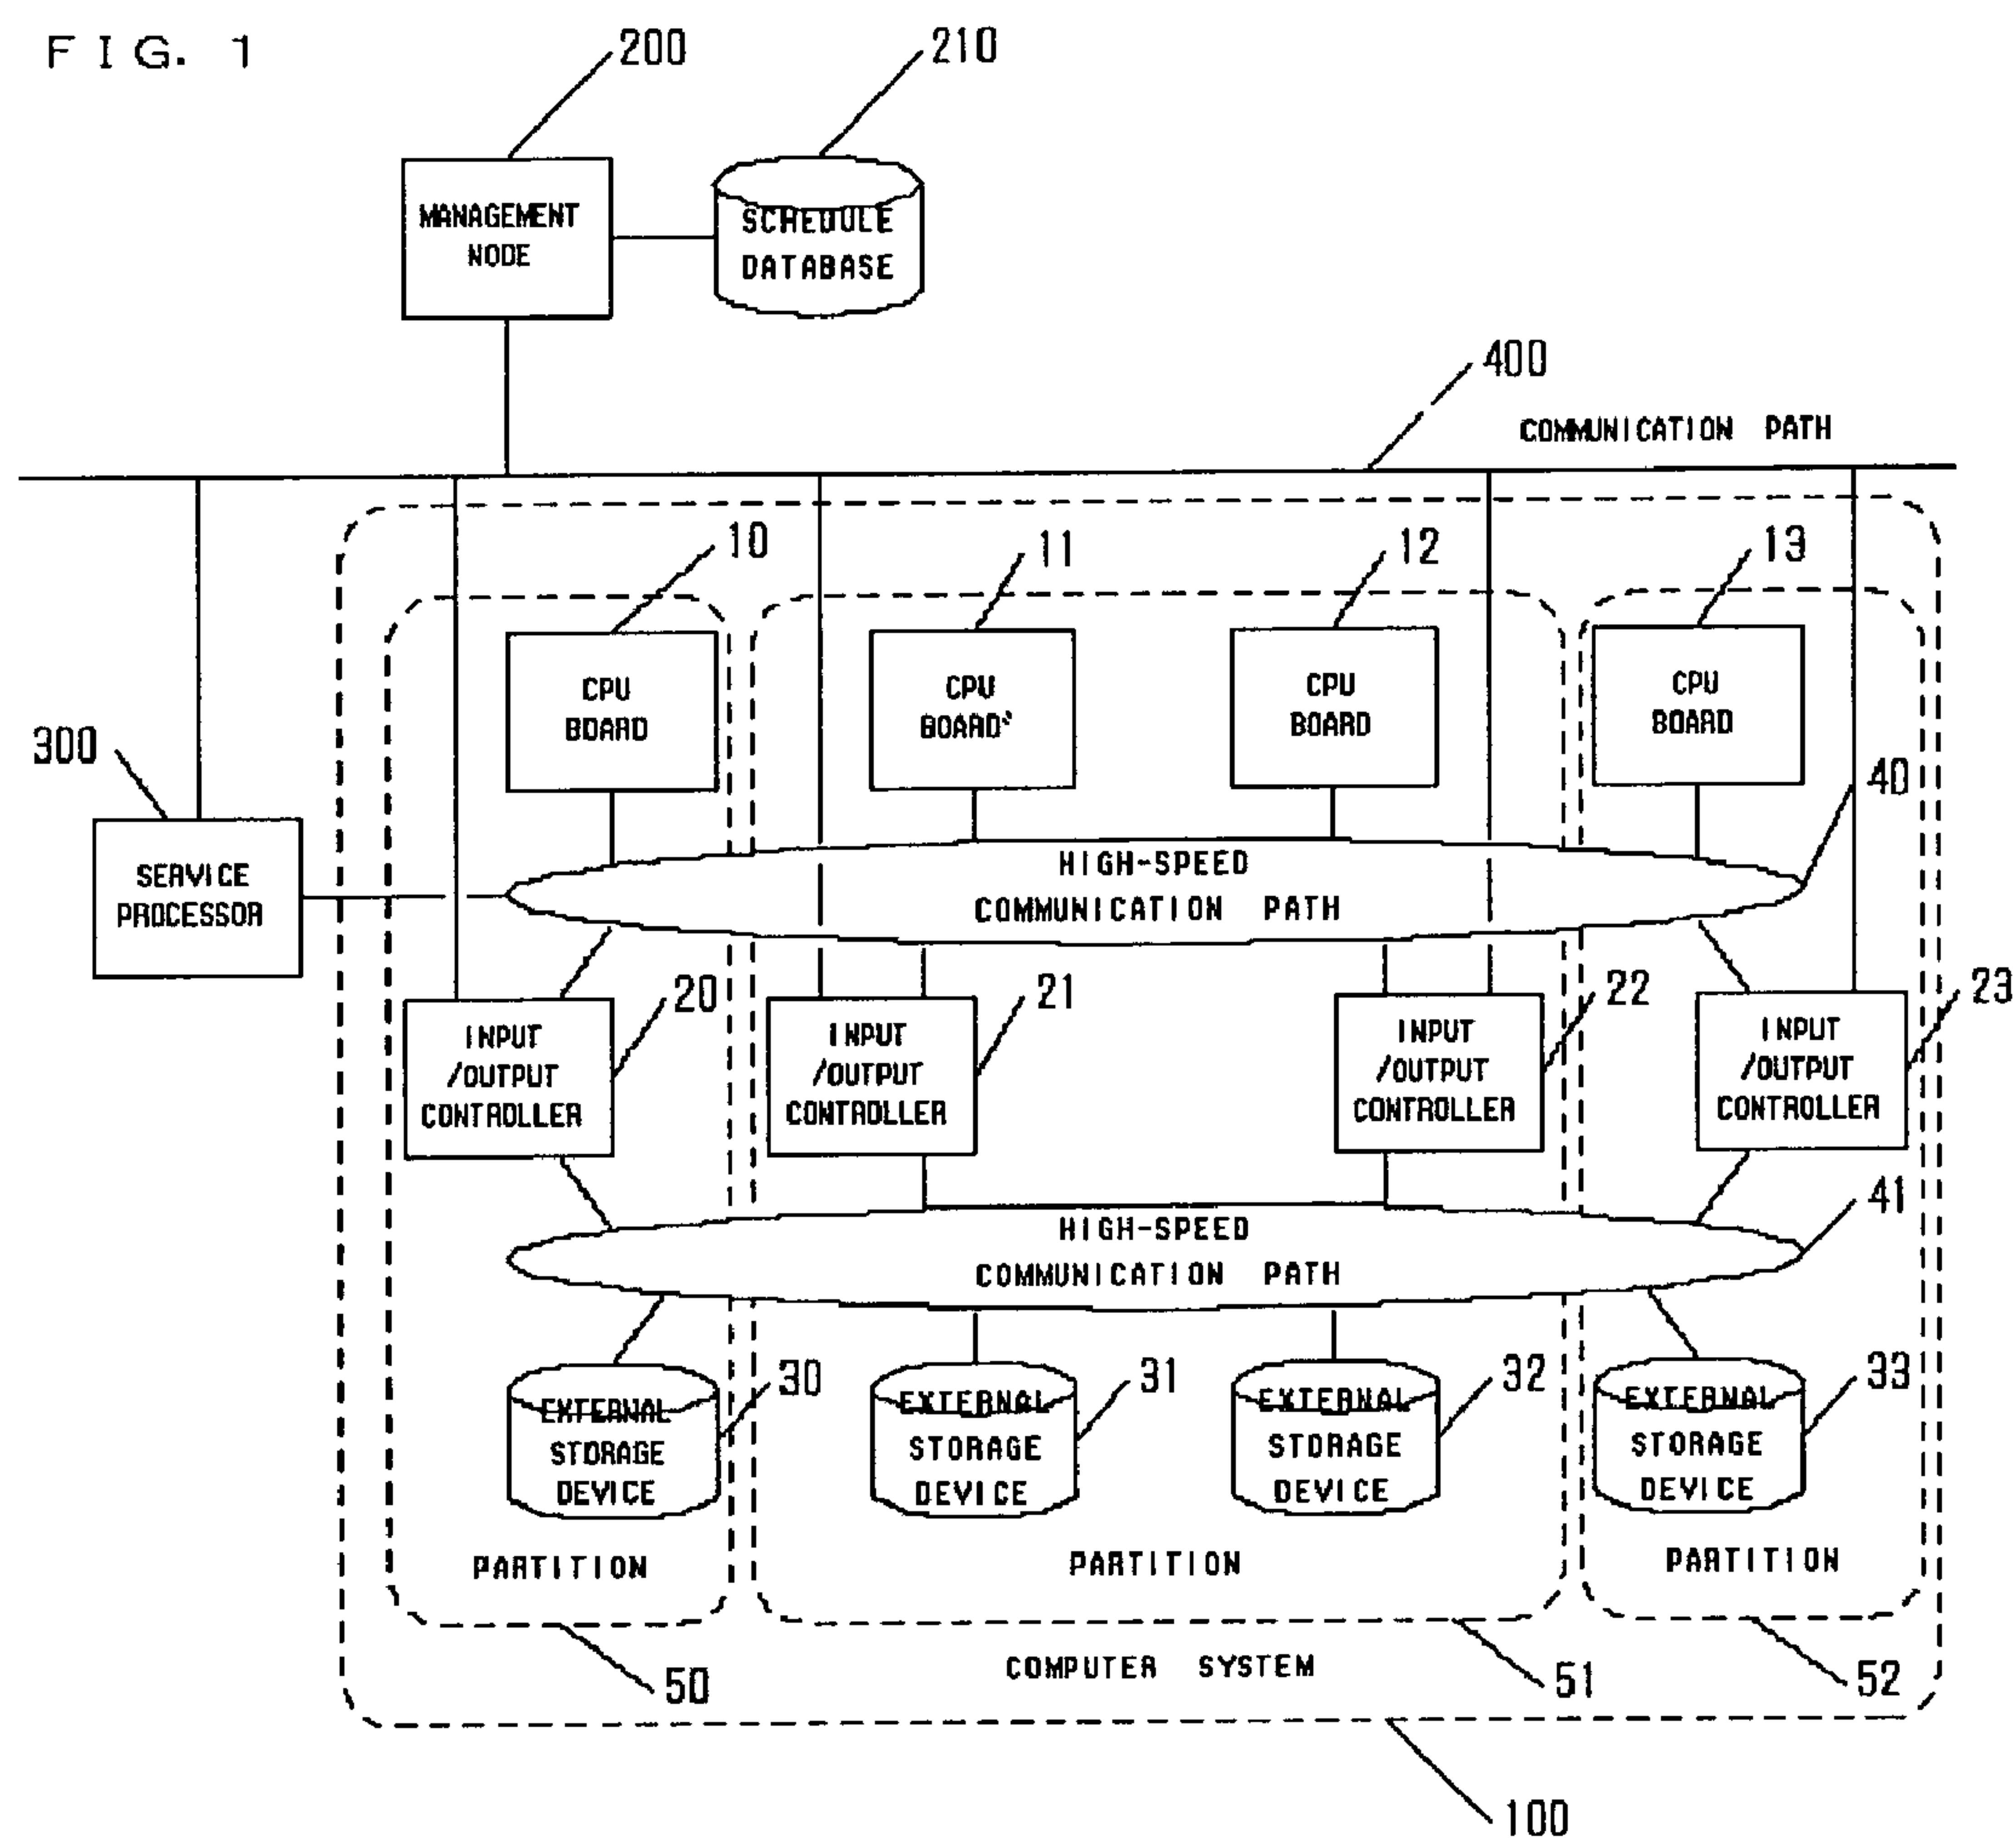 FIG. 1
200
210
MANAGEMENT
NODE
SCHEDULE
DATABASE
400
COMMUNICATION PATH
10
11
12
13
CPU
BOARD
CPU
BOARD
CPU
BOARD
CPU
BOARD
300
40
SERVICE
PROCESSOR
HIGH-SPEED
COMMUNICATION PATH
20
21
22
23
INPUT
/OUTPUT
CONTROLLER
INPUT
/OUTPUT
CONTROLLER
INPUT
/OUTPUT
CONTROLLER
INPUT
/OUTPUT
CONTROLLER
41
HIGH-SPEED
COMMUNICATION PATH
30
31
32
33
EXTERNAL
STORAGE
DEVICE
EXTERNAL
STORAGE
DEVICE
EXTERNAL
STORAGE
DEVICE
EXTERNAL
STORAGE
DEVICE
PARTITION
PARTITION
PARTITION
50
COMPUTER SYSTEM
51
52
100